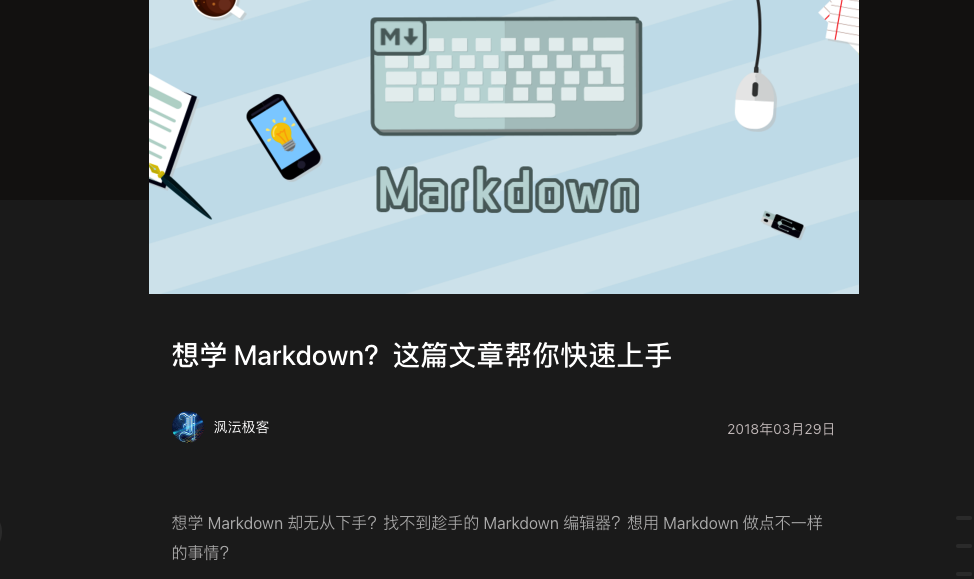 M
Markdown
想学 Markdown？这篇文章帮你快速上手
沨沄极客
2018年03月29日
想学 Markdown 却无从下手？找不到趁手的 Markdown 编辑器？想用 Markdown 做点不一样
的事情？